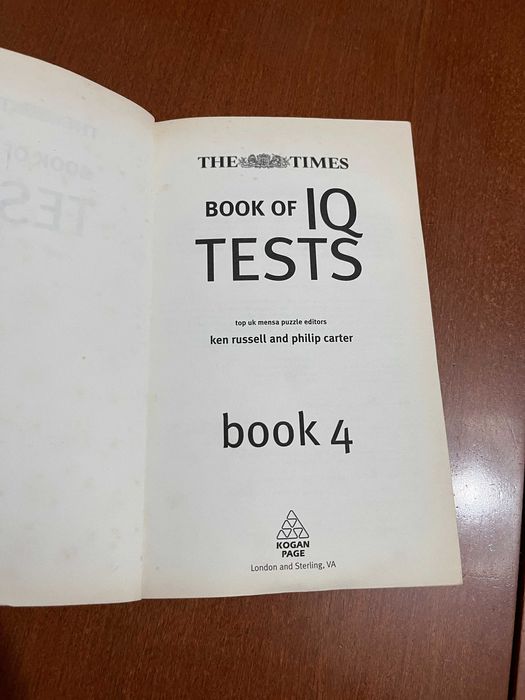 THE TIMES
BOOK OF IQ
TESTS
top uk mensa puzzle editors
ken russell and philip carter
book 4
KOGAN
PAGE
London and Sterling, VA